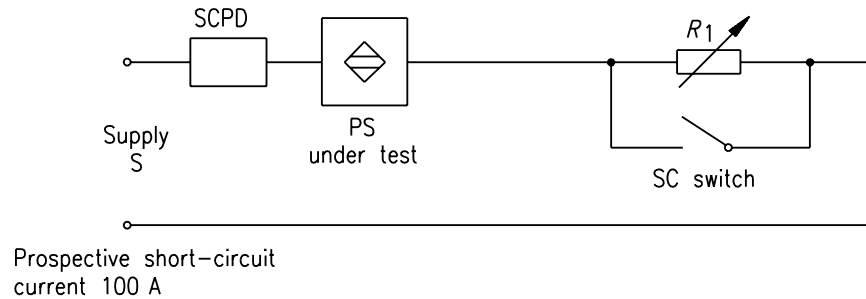 SCPD
R1
PS
under test
Supply
S
SC switch
Prospective short-circuit
current 100 A